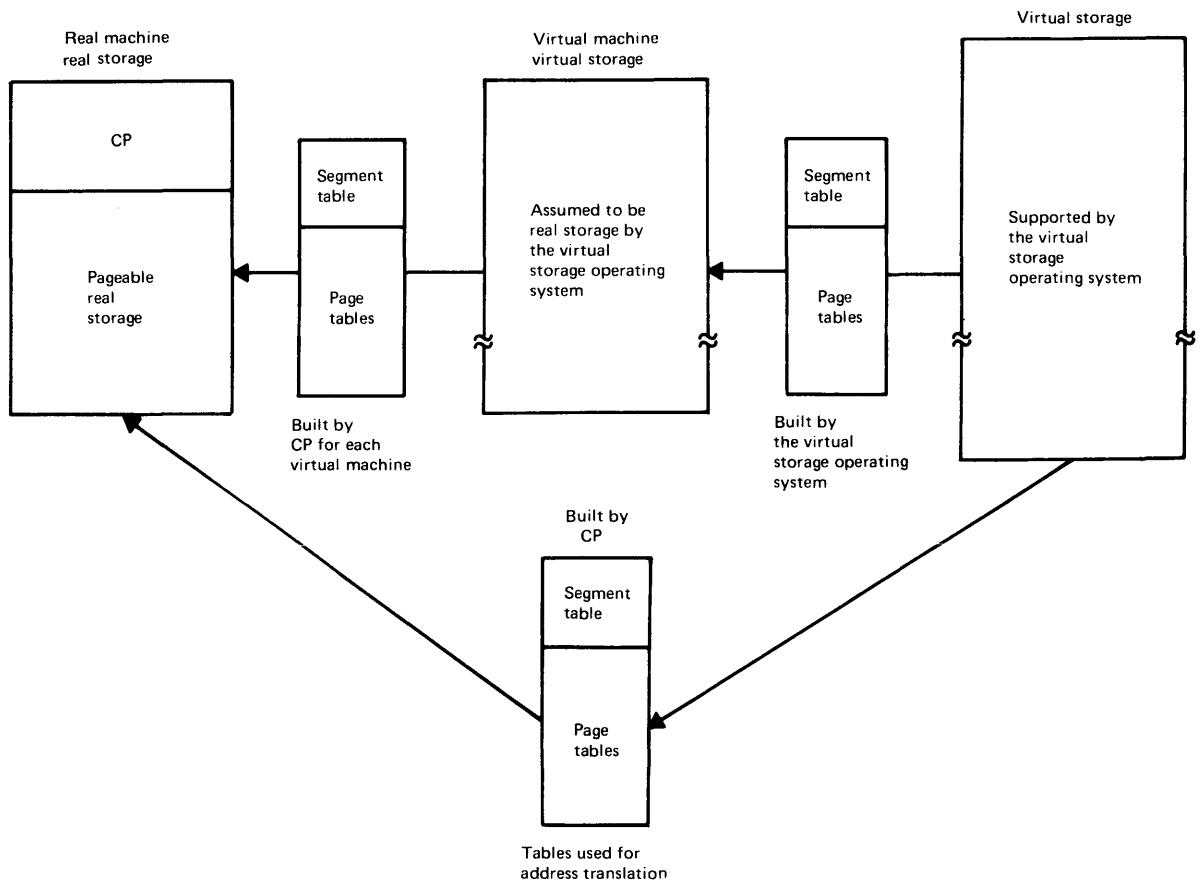 Real machine
real storage
CP
Pageable
real
storage
Segment
table
Page
tables
Built by
CP for each
virtual machine
Virtual machine
virtual storage
Assumed to be
real storage by
the virtual
storage operating
system
Segment
table
Page
tables
Built by
the virtual
storage operating
system
Virtual storage
Supported by
the virtual
storage
operating system
Built by
CP
Segment
table
Page
tables
Tables used for
address translation